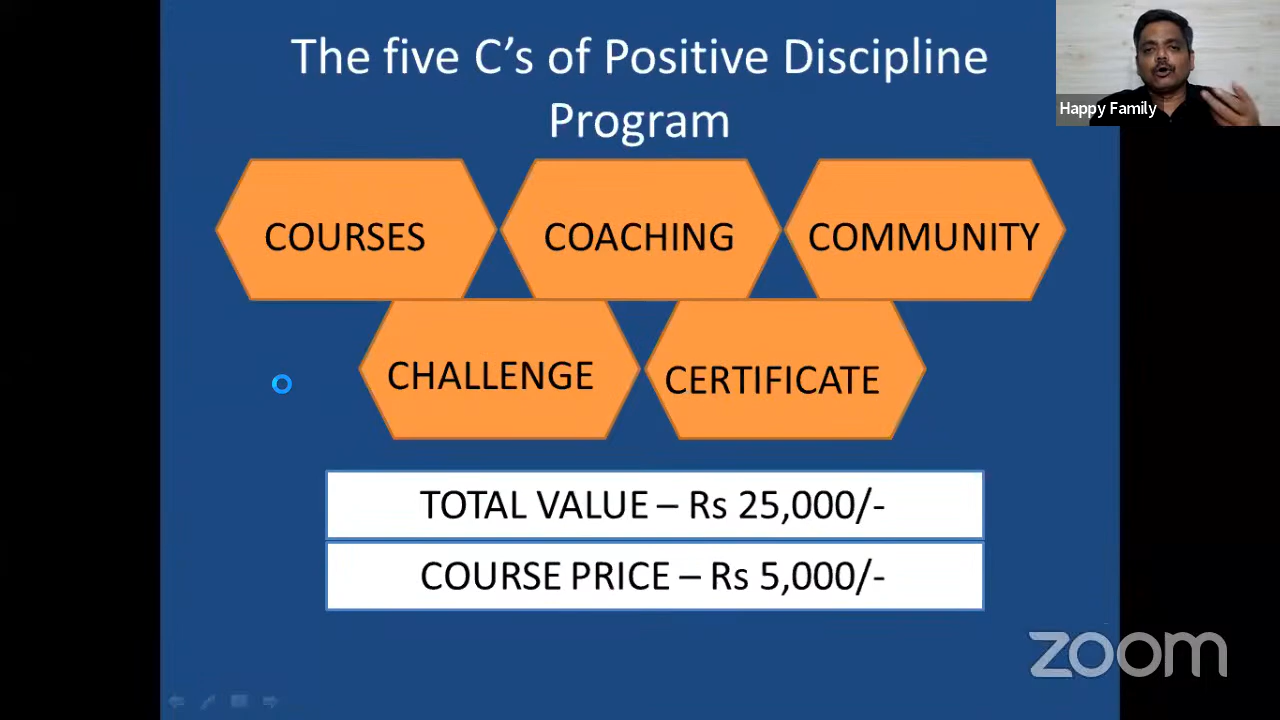 The five C's of Positive Discipline
Program
Happy Family
COURSES
COACHING
COMMUNITY
CHALLENGE
CERTIFICATE
TOTAL VALUE – Rs 25,000/-
COURSE PRICE – Rs 5,000/-
zoom